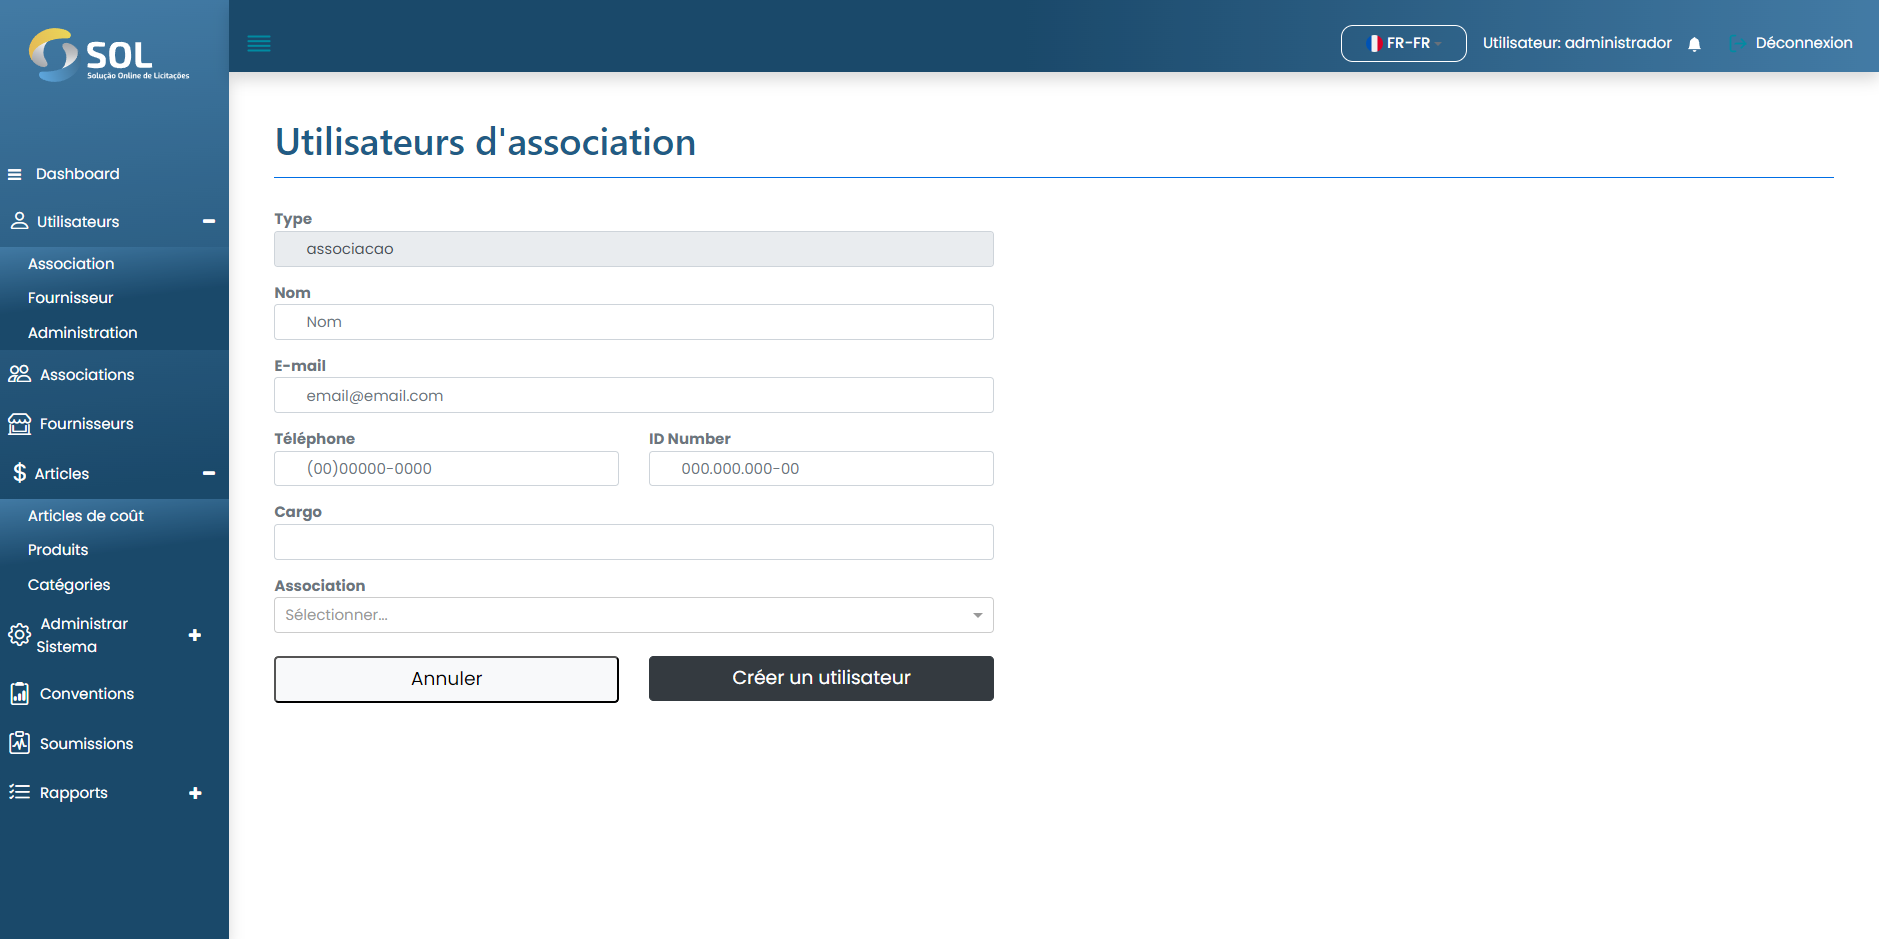 SOL
Solução Online de Licitações
FR-FR
Utilisateur: administrador
Déconnexion
Dashboard
Utilisateurs
Association
Fournisseur
Administration
Associations
Fournisseurs
Articles
Articles de coût
Produits
Catégories
Administrar
Sistema
Conventions
Soumissions
Rapports
Utilisateurs d'association
Type
associacao
Nom
Nom
E-mail
email@email.com
Téléphone
ID Number
(00)00000-0000
000.000.000-00
Cargo
Association
Sélectionner...
Annuler
Créer un utilisateur